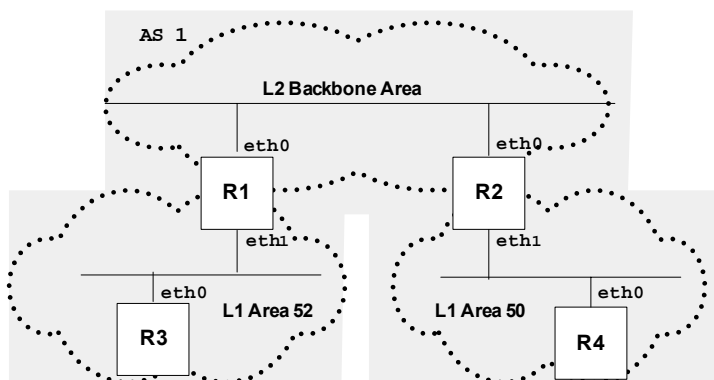 AS 1
L2 Backbone Area
eth0
eth0
R1
R2
eth1
eth1
eth0
eth0
L1 Area 52
L1 Area 50
R3
R4